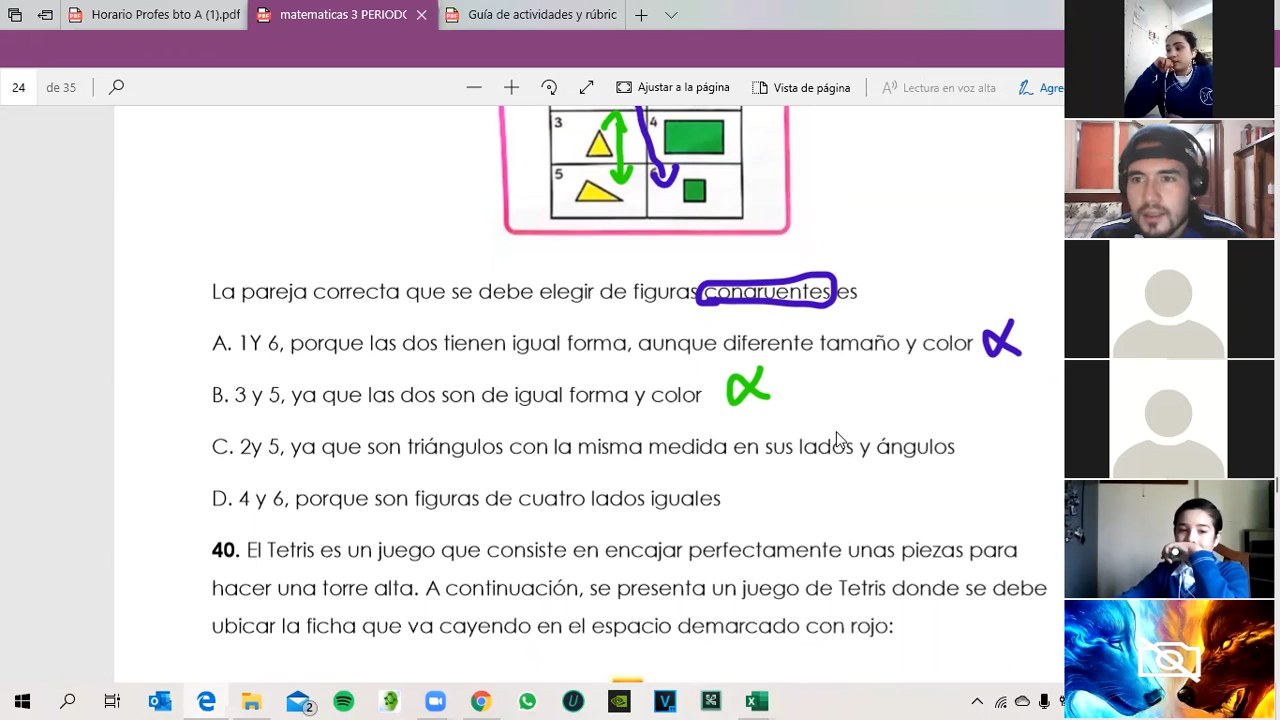 Horario Profes bto A (1).pdf
matematicas 3 PERIODO
Guía de actividades y rúbric
24 de 35
Ajustar a la página
Vista de página
Lectura en voz alta
Agre
3
4
5
La pareja correcta que se debe elegir de figuras congruentes es
A. 1Y 6, porque las dos tienen igual forma, aunque diferente tamaño y color
B. 3 y 5, ya que las dos son de igual forma y color
C. 2y 5, ya que son triángulos con la misma medida en sus lados y ángulos
D. 4 y 6, porque son figuras de cuatro lados iguales
40. El Tetris es un juego que consiste en encajar perfectamente unas piezas para
hacer una torre alta. A continuación, se presenta un juego de Tetris donde se debe
ubicar la ficha que va cayendo en el espacio demarcado con rojo:
2